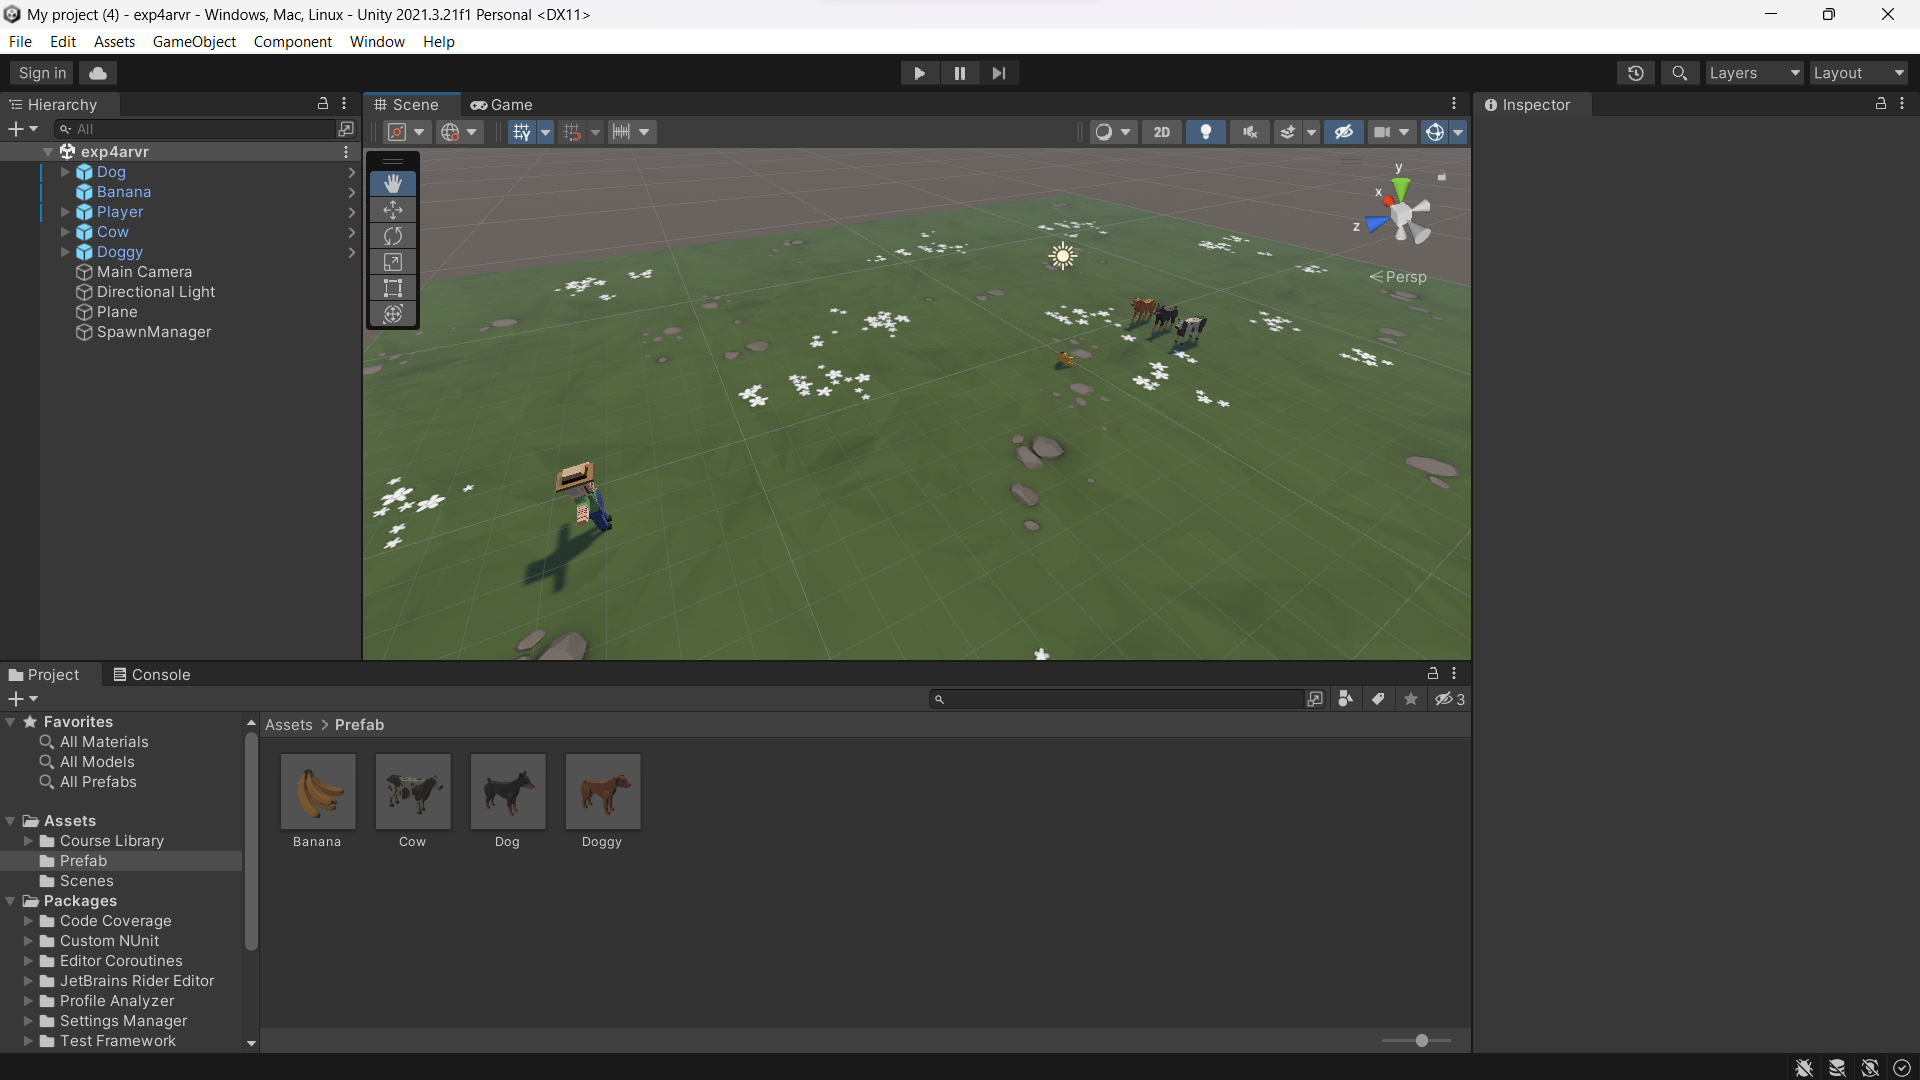 My project (4) - exp4arvr - Windows, Mac, Linux - Unity 2021.3.21f1 Personal <DX11>
File Edit Assets GameObject Component Window Help
Sign in Layers Layout
Hierarchy
All
exp4arvr
Dog
Banana
Player
Cow
Doggy
Main Camera
Directional Light
Plane
SpawnManager
Scene Game
2D
y
x
z
Persp
Inspector
Project Console
3
Favorites
All Materials
All Models
All Prefabs
Assets
Course Library
Prefab
Scenes
Packages
Code Coverage
Custom NUnit
Editor Coroutines
JetBrains Rider Editor
Profile Analyzer
Settings Manager
Test Framework
Assets > Prefab
Banana Cow Dog Doggy